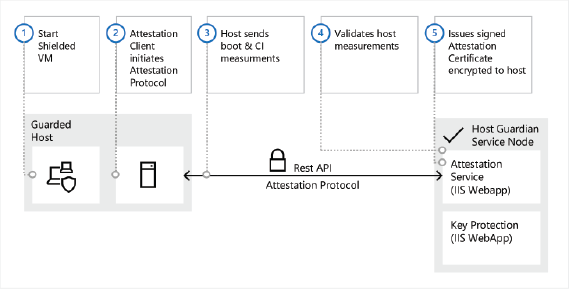 1
Start
Shielded
VM
2
Attestation
Client
initiates
Attestation
Protocol
3
Host sends
boot & CI
measurments
4
Validates host
measurements
5
Issues signed
Attestation
Certificate
encrypted to host
Guarded
Host
Rest API
Attestation Protocol
Host Guardian
Service Node
Attestation
Service
(IIS Webapp)
Key Protection
(IIS WebApp)